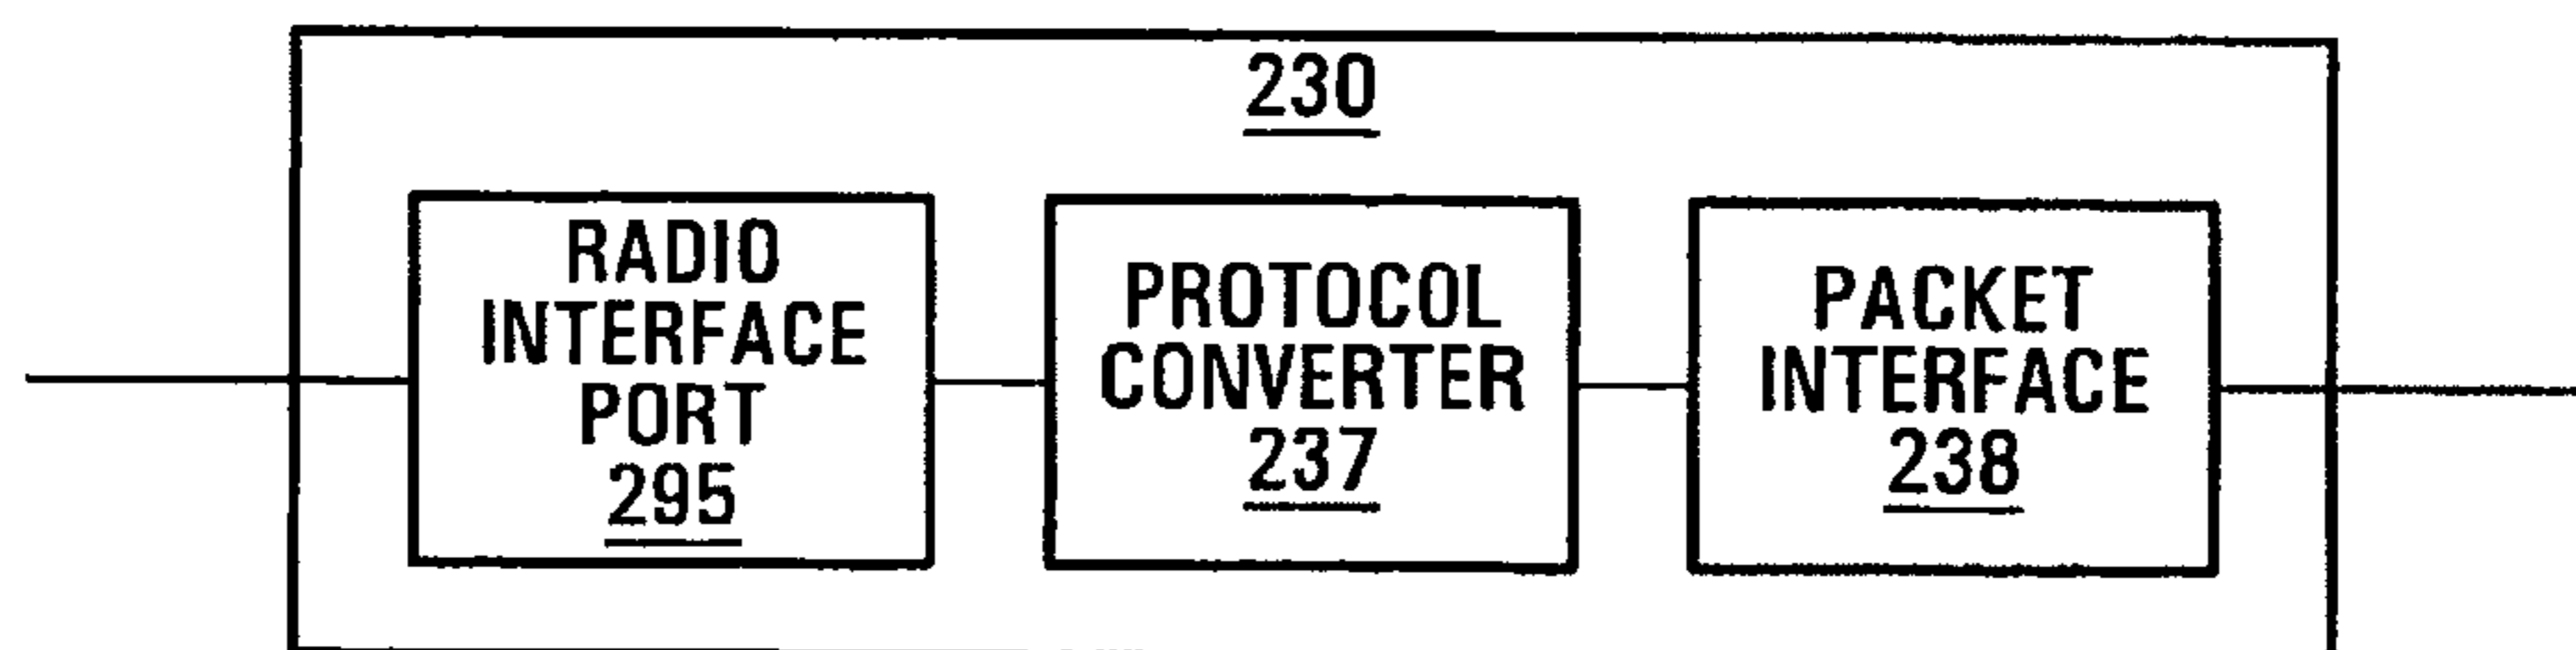 230
RADIO
INTERFACE
PORT
295
PROTOCOL
CONVERTER
237
PACKET
INTERFACE
238